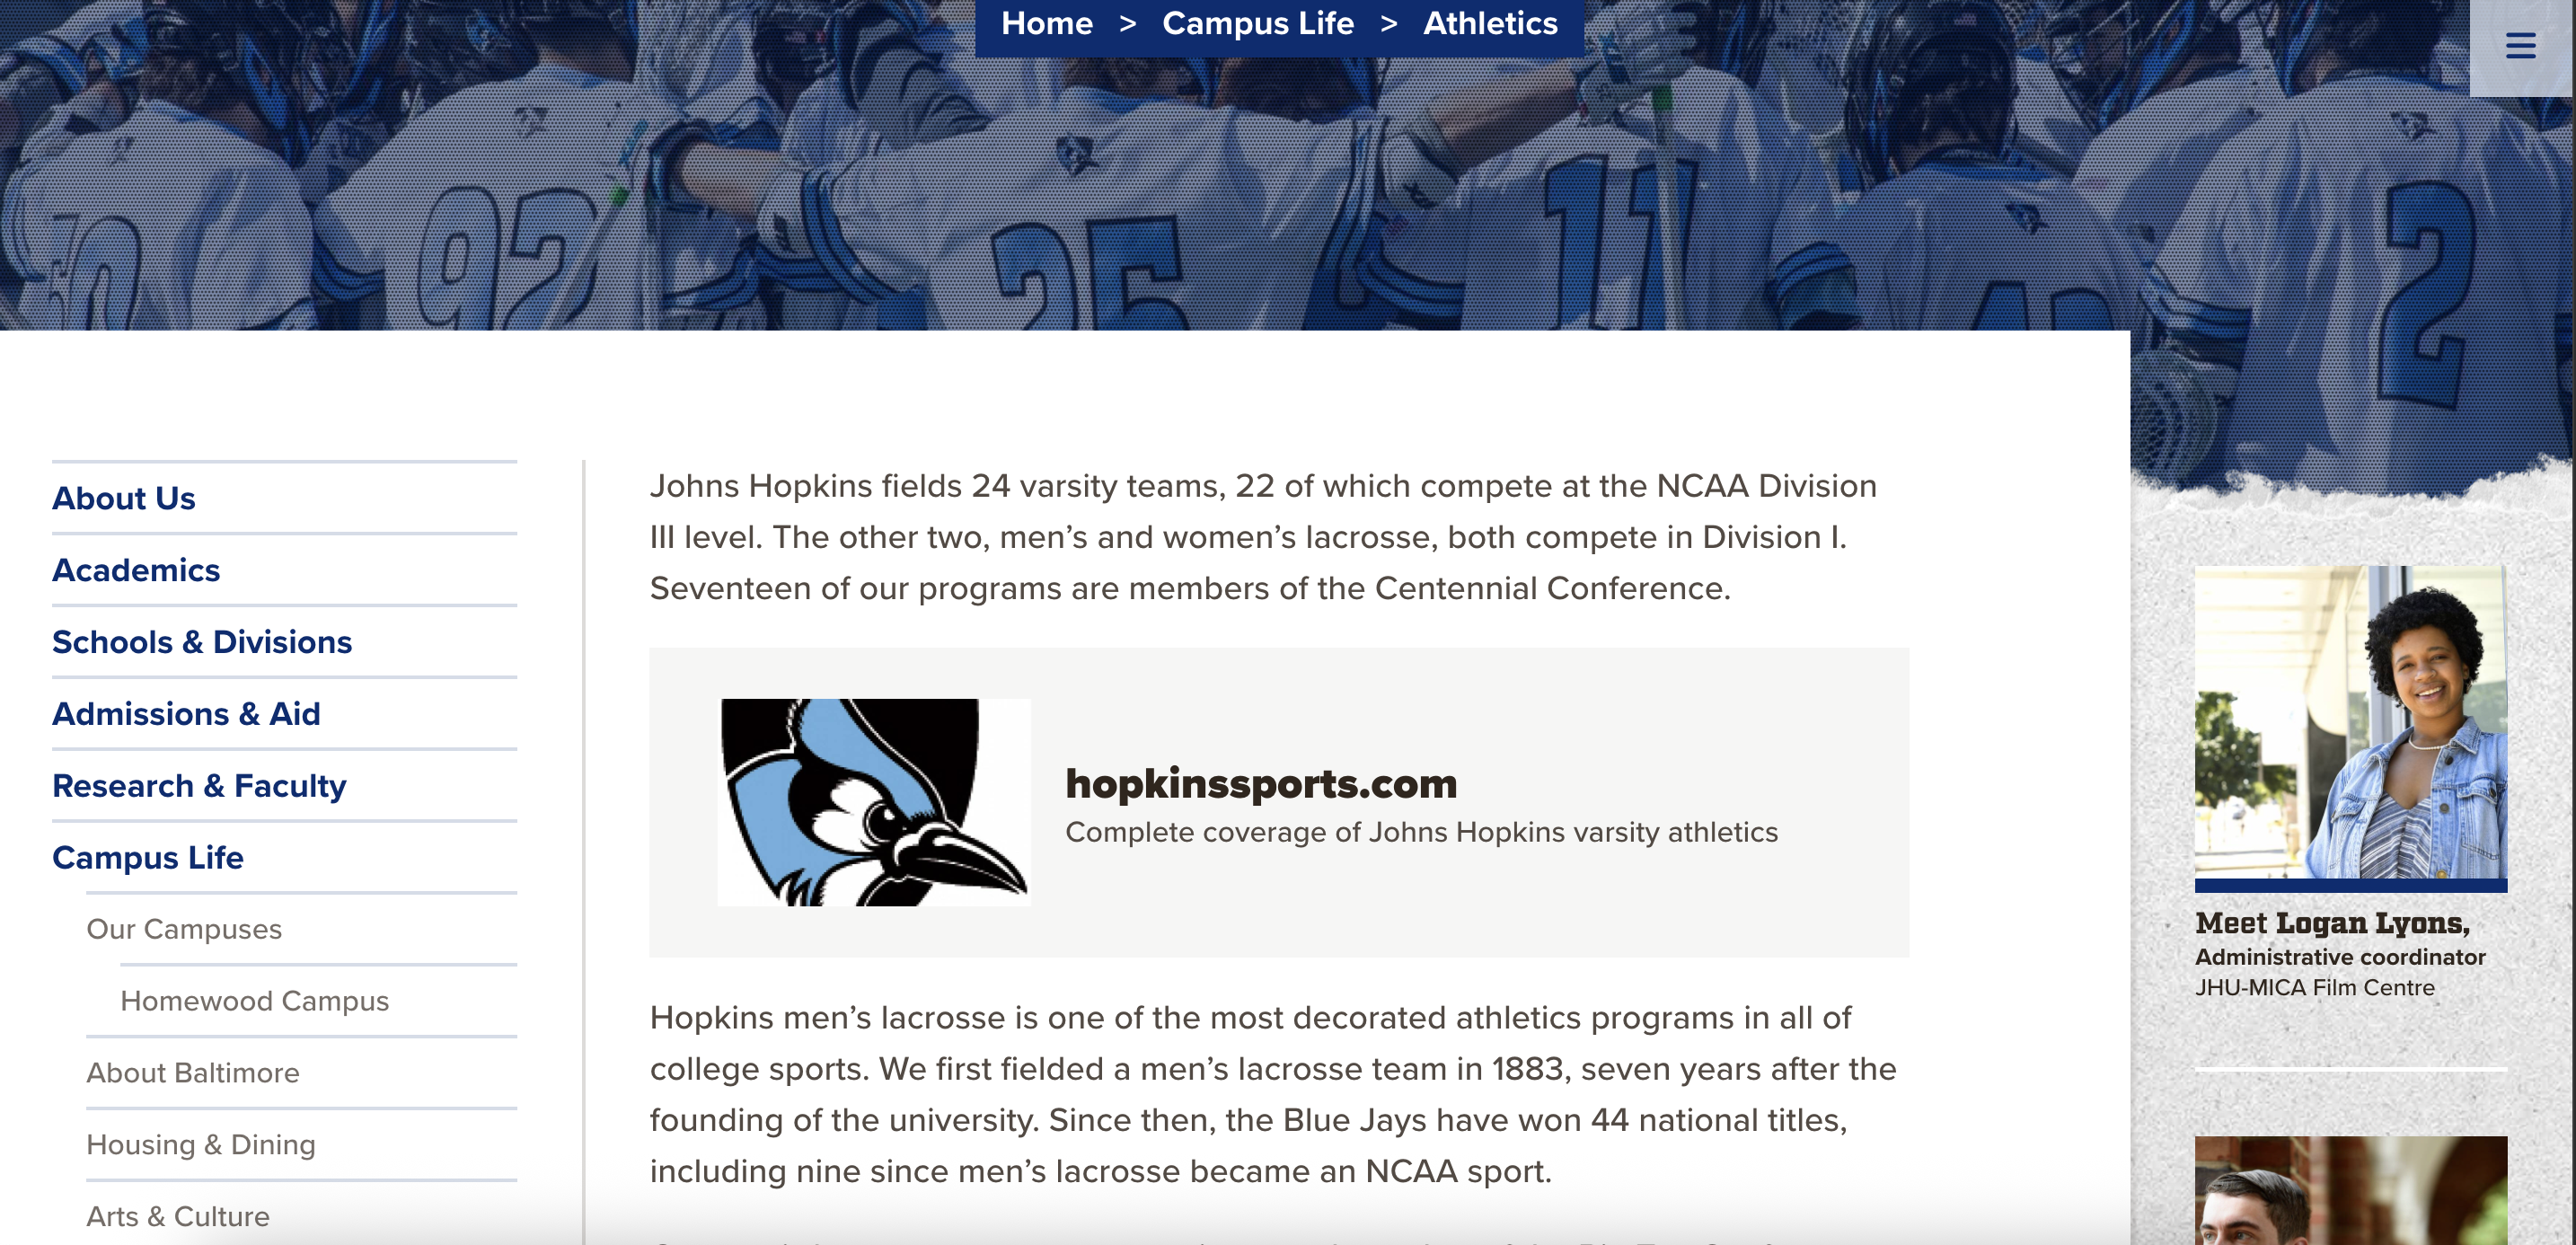 Home > Campus Life > Athletics
92
25
11
2
About Us
Academics
Schools & Divisions
Admissions & Aid
Research & Faculty
Campus Life
Our Campuses
Homewood Campus
About Baltimore
Housing & Dining
Arts & Culture
Johns Hopkins fields 24 varsity teams, 22 of which compete at the NCAA Division
III level. The other two, men’s and women’s lacrosse, both compete in Division I.
Seventeen of our programs are members of the Centennial Conference.
hopkinssports.com
Complete coverage of Johns Hopkins varsity athletics
Hopkins men’s lacrosse is one of the most decorated athletics programs in all of
college sports. We first fielded a men’s lacrosse team in 1883, seven years after the
founding of the university. Since then, the Blue Jays have won 44 national titles,
including nine since men’s lacrosse became an NCAA sport.
Meet Logan Lyons,
Administrative coordinator
JHU-MICA Film Centre